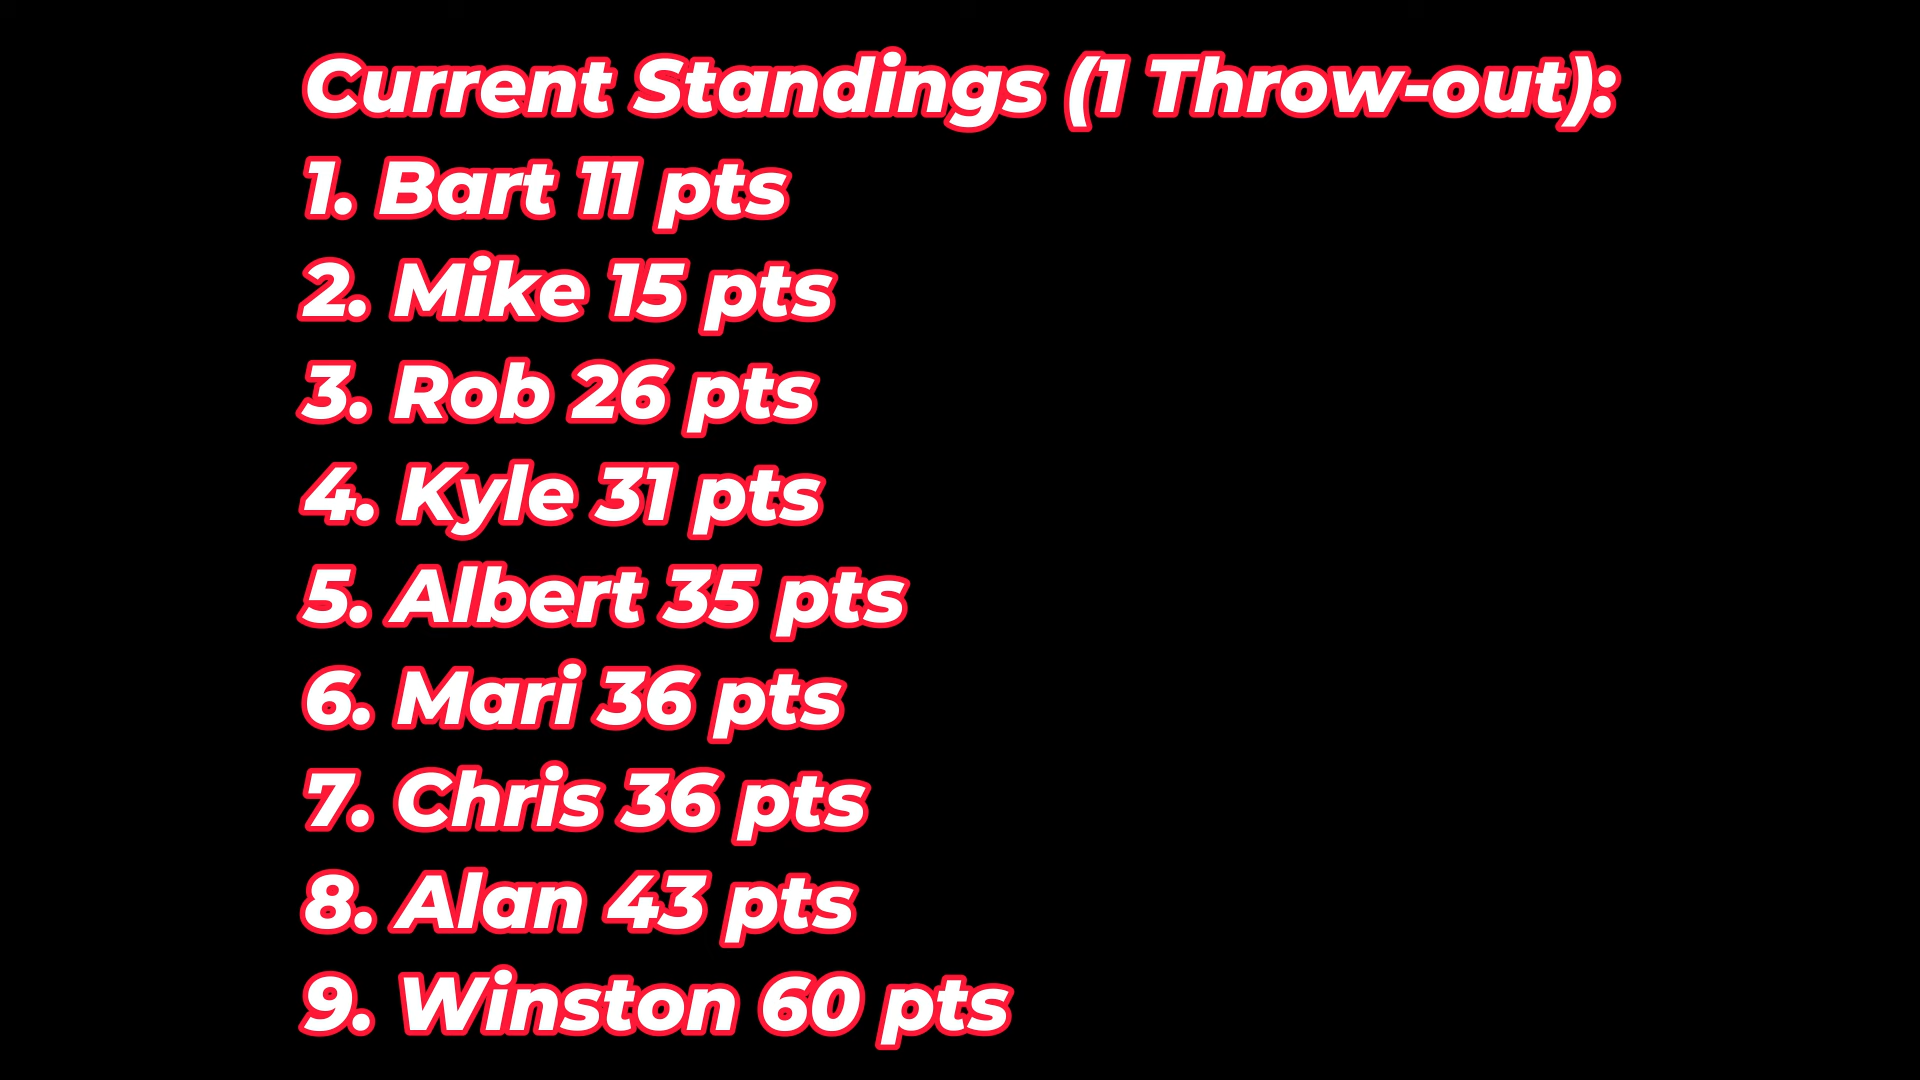 Current Standings (1 Throw-out):
1. Bart 11 pts
2. Mike 15 pts
3. Rob 26 pts
4. Kyle 31 pts
5. Albert 35 pts
6. Mari 36 pts
7. Chris 36 pts
8. Alan 43 pts
9. Winston 60 pts